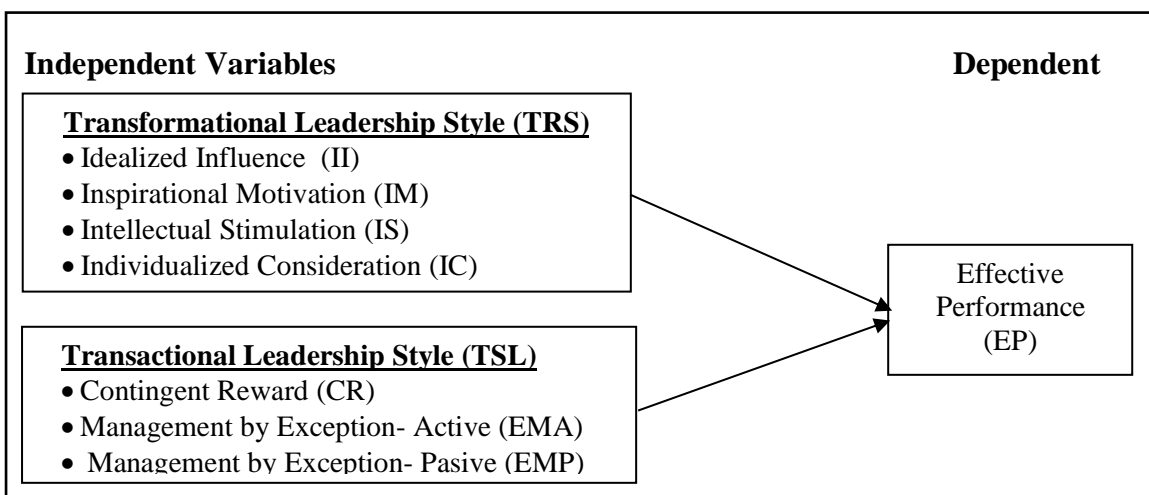 Independent Variables
Dependent
Transformational Leadership Style (TRS)
• Idealized Influence (II)
• Inspirational Motivation (IM)
• Intellectual Stimulation (IS)
• Individualized Consideration (IC)
Effective
Performance
(EP)
Transactional Leadership Style (TSL)
• Contingent Reward (CR)
• Management by Exception- Active (EMA)
• Management by Exception- Pasive (EMP)